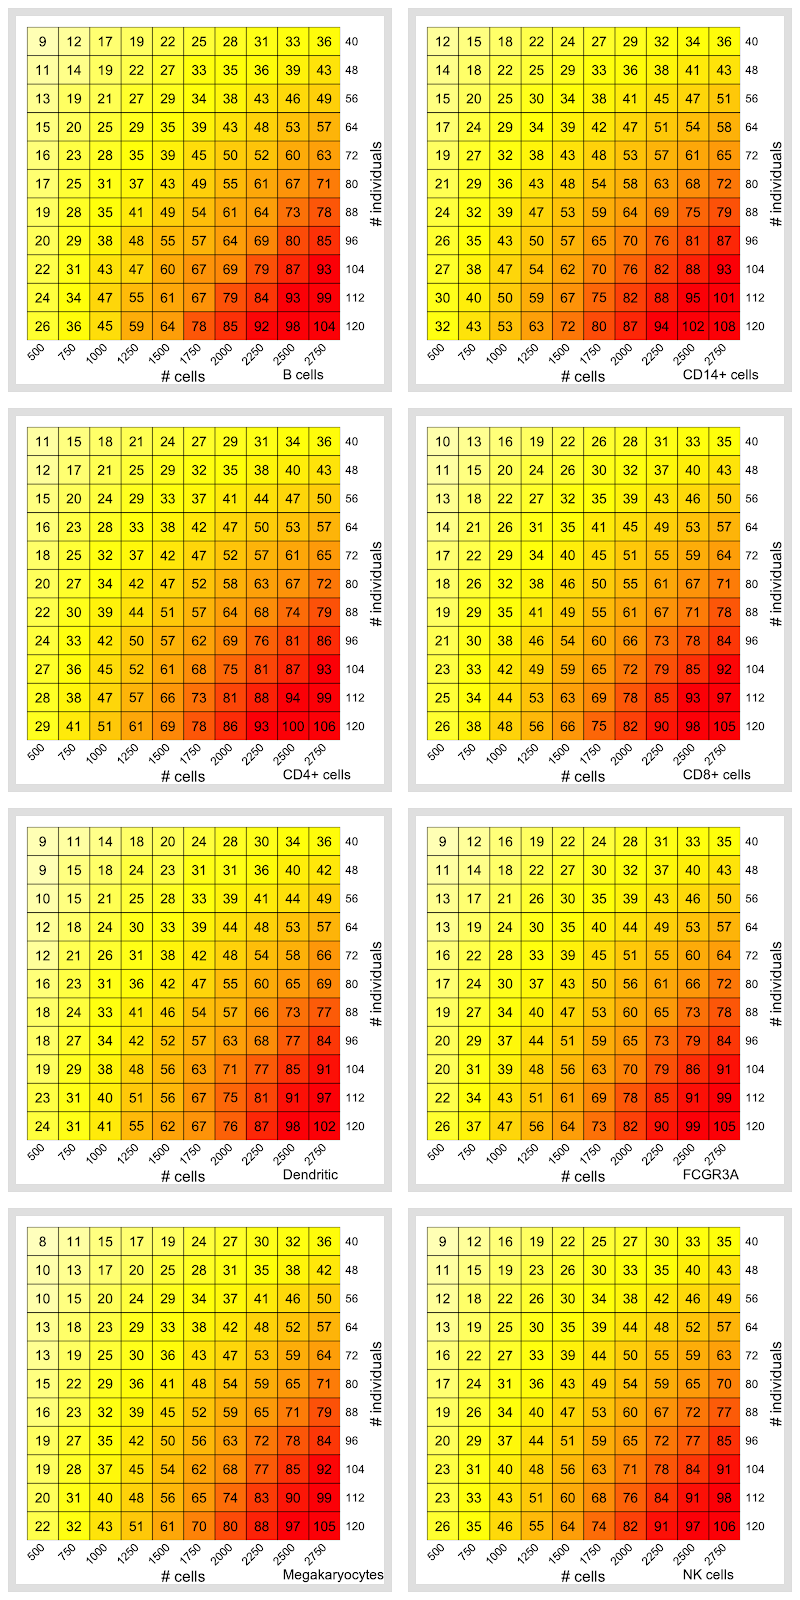 9 12 17 19 22 25 28 31 33 36 40
11 14 19 22 27 33 35 36 39 43 48
13 19 21 27 29 34 38 43 46 49 56
15 20 25 29 35 39 43 48 53 57 64
16 23 28 35 39 45 50 52 60 63 72
17 25 31 37 43 49 55 61 67 71 80
19 28 35 41 49 54 61 64 73 78 88
20 29 38 48 55 57 64 69 80 85 96
22 31 43 47 60 67 69 79 87 93 104
24 34 47 55 61 67 79 84 93 99 112
26 36 45 59 64 78 85 92 98 104 120
# individuals
500 750 1000 1250 1500 1750 2000 2250 2500 2750
# cells
B cells
12 15 18 22 24 27 29 32 34 36 40
14 18 22 25 29 33 36 38 41 43 48
15 20 25 30 34 38 41 45 47 51 56
17 24 29 34 39 42 47 51 54 58 64
19 27 32 38 43 48 53 57 61 65 72
21 29 36 43 48 54 58 63 68 72 80
24 32 39 47 53 59 64 69 75 79 88
26 35 43 50 57 65 70 76 81 87 96
27 38 47 54 62 70 76 82 88 93 104
30 40 50 59 67 75 82 88 95 101 112
32 43 53 63 72 80 87 94 102 108 120
# individuals
500 750 1000 1250 1500 1750 2000 2250 2500 2750
# cells
CD14+ cells
11 15 18 21 24 27 29 31 34 36 40
12 17 21 25 29 32 35 38 40 43 48
15 20 24 29 33 37 41 44 47 50 56
16 23 28 33 38 42 47 50 53 57 64
18 25 32 37 42 47 52 57 61 65 72
20 27 34 42 47 52 58 63 67 72 80
22 30 39 44 51 57 64 68 74 79 88
24 33 42 50 57 62 69 76 81 86 96
27 36 45 52 61 68 75 81 87 93 104
28 38 47 57 66 73 81 88 94 99 112
29 41 51 61 69 78 86 93 100 106 120
# individuals
500 750 1000 1250 1500 1750 2000 2250 2500 2750
# cells
CD4+ cells
10 13 16 19 22 26 28 31 33 35 40
11 15 20 24 26 30 32 37 40 43 48
13 18 22 27 32 35 39 43 46 50 56
14 21 26 31 35 41 45 49 53 57 64
17 22 29 34 40 45 51 55 59 64 72
18 26 32 38 46 50 55 61 67 71 80
19 29 35 41 49 55 61 67 71 78 88
21 30 38 46 54 60 66 73 78 84 96
23 33 42 49 59 65 72 79 85 92 104
25 34 44 53 63 69 78 85 93 97 112
26 38 48 56 66 75 82 90 98 105 120
# individuals
500 750 1000 1250 1500 1750 2000 2250 2500 2750
# cells
CD8+ cells
9 11 14 18 20 24 28 30 34 36 40
9 15 18 24 23 31 31 36 40 42 48
10 15 21 25 28 33 39 41 44 49 56
12 18 24 30 33 39 44 48 53 57 64
12 21 26 31 38 42 48 54 58 66 72
16 23 31 36 42 47 55 60 65 69 80
18 24 33 41 46 54 57 66 73 77 88
18 27 34 42 52 57 63 68 77 84 96
19 29 38 48 56 63 71 77 85 91 104
23 31 40 51 56 67 75 81 91 97 112
24 31 41 55 62 67 76 87 98 102 120
# individuals
500 750 1000 1250 1500 1750 2000 2250 2500 2750
# cells
Dendritic
9 12 16 19 22 24 28 31 33 35 40
11 14 18 22 27 30 32 37 40 43 48
13 17 21 26 30 35 39 43 46 50 56
13 19 24 30 35 40 44 49 53 57 64
16 22 28 33 39 45 51 55 60 64 72
17 24 30 37 43 50 56 61 66 72 80
19 27 34 40 47 53 60 65 73 78 88
20 29 37 44 51 59 65 73 79 84 96
20 31 39 48 56 63 70 79 86 91 104
22 34 43 51 61 69 78 85 91 99 112
26 37 47 56 64 73 82 90 99 105 120
# individuals
500 750 1000 1250 1500 1750 2000 2250 2500 2750
# cells
FCGR3A
8 11 15 17 19 24 27 30 32 36 40
10 13 17 20 25 28 31 35 38 42 48
10 15 20 24 29 34 37 41 46 50 56
13 18 23 29 33 38 42 48 52 57 64
13 19 25 30 36 43 47 53 59 64 72
15 22 29 36 41 48 54 59 65 71 80
16 23 32 39 45 52 59 65 71 79 88
19 27 35 42 50 56 63 72 78 84 96
19 28 37 45 54 62 68 77 85 92 104
20 31 40 48 56 65 74 83 90 99 112
22 32 43 51 61 70 80 88 97 105 120
# individuals
500 750 1000 1250 1500 1750 2000 2250 2500 2750
# cells
Megakaryocytes
9 12 16 19 22 25 27 30 33 35 40
11 15 19 23 26 30 33 35 40 43 48
12 18 22 26 30 34 38 42 46 49 56
13 19 25 30 35 39 44 48 52 57 64
16 22 27 33 39 44 50 55 59 63 72
17 24 31 36 43 49 54 59 65 70 80
19 26 34 40 47 53 60 67 72 77 88
20 29 37 44 51 59 65 72 77 85 96
23 31 40 48 56 63 71 78 84 91 104
23 33 43 51 60 68 76 84 91 98 112
26 35 46 55 64 74 82 91 97 106 120
# individuals
500 750 1000 1250 1500 1750 2000 2250 2500 2750
# cells
NK cells